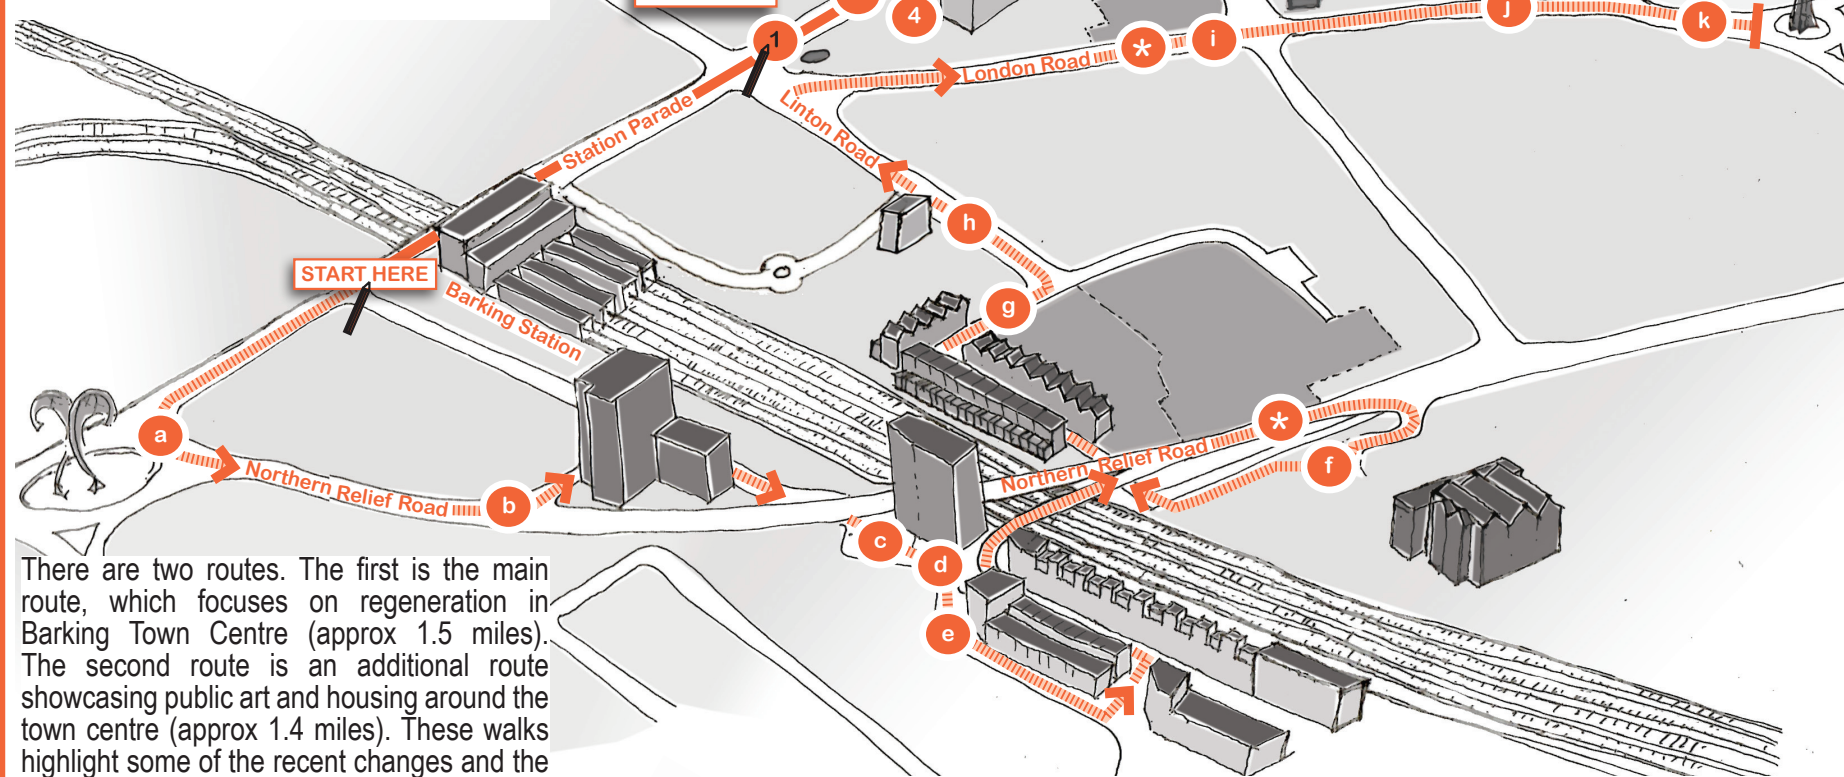 1
4
*
i
j
k
London Road
Station Parade
Linton Road
h
START HERE
Barking Station
g
a
Northern Relief Road
b
Northern Relief Road
*
f
c
d
e
There are two routes. The first is the main
route, which focuses on regeneration in
Barking Town Centre (approx 1.5 miles).
The second route is an additional route
showcasing public art and housing around the
town centre (approx 1.4 miles). These walks
highlight some of the recent changes and the